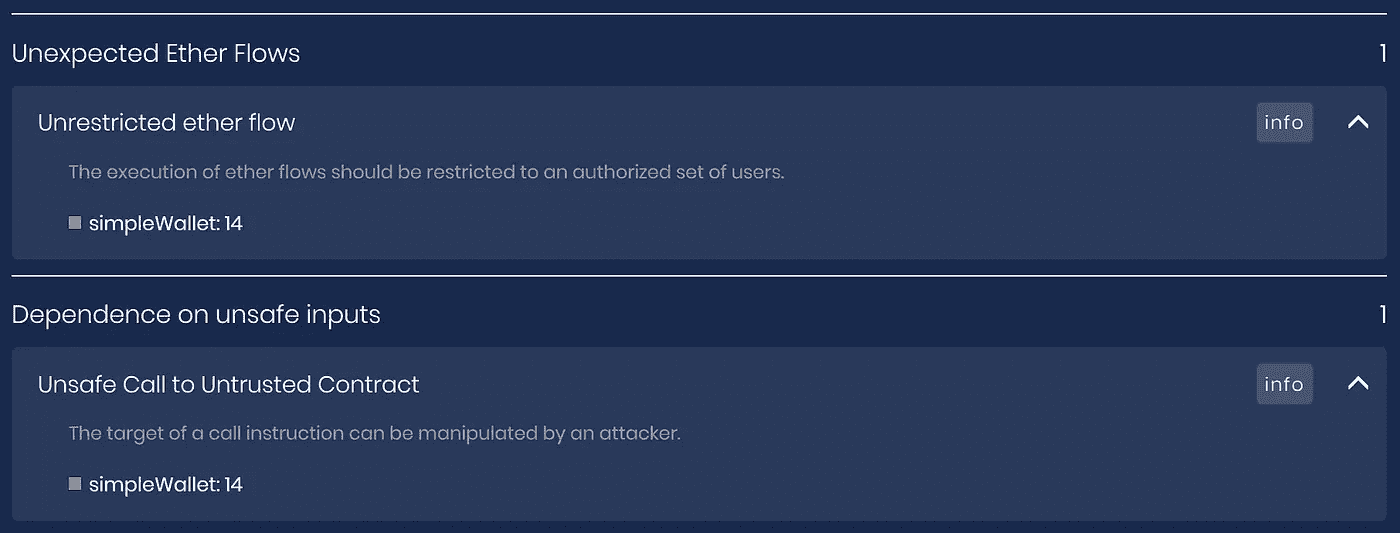 Unexpected Ether Flows 1
Unrestricted ether flow info
The execution of ether flows should be restricted to an authorized set of users.
simpleWallet: 14
Dependence on unsafe inputs 1
Unsafe Call to Untrusted Contract info
The target of a call instruction can be manipulated by an attacker.
simpleWallet: 14